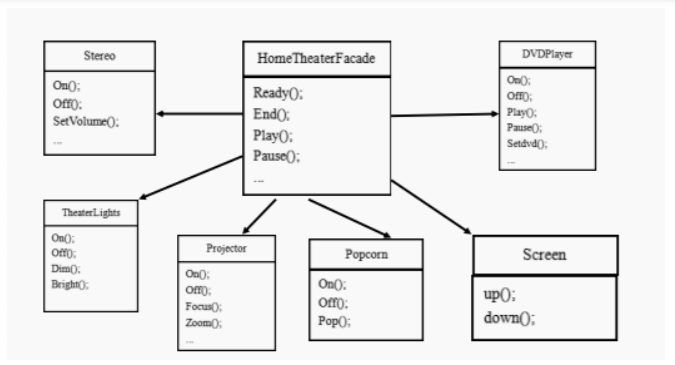 Stereo
On();
Off();
SetVolume();
...
HomeTheaterFacade
Ready();
End();
Play();
Pause();
...
DVDPlayer
On();
Off();
Play();
Pause();
Setdvd();
...
TheaterLights
On();
Off();
Dim();
Bright();
Projector
On();
Off();
Focus();
Zoom();
...
Popcorn
On();
Off();
Pop();
Screen
up();
down();